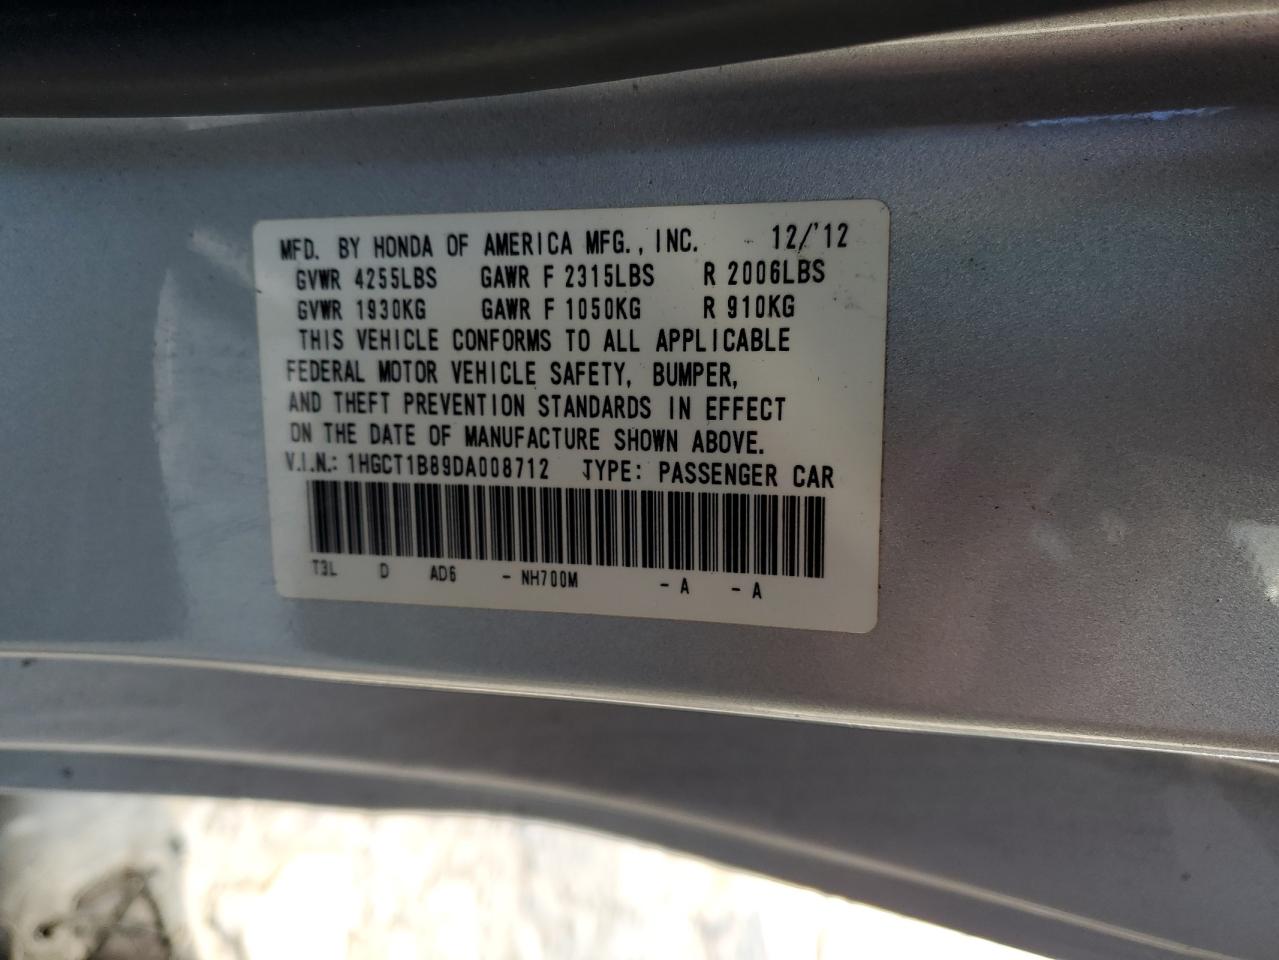 MFD. BY HONDA OF AMERICA MFG., INC. 12/'12
GVWR 4255LBS GAWR F 2315LBS R 2006LBS
GVWR 1930KG GAWR F 1050KG R 910KG
THIS VEHICLE CONFORMS TO ALL APPLICABLE
FEDERAL MOTOR VEHICLE SAFETY, BUMPER,
AND THEFT PREVENTION STANDARDS IN EFFECT
ON THE DATE OF MANUFACTURE SHOWN ABOVE.
V.I.N.: 1HGCT1B89DA008712 TYPE: PASSENGER CAR
T3L D AD6 - NH700M - A - A